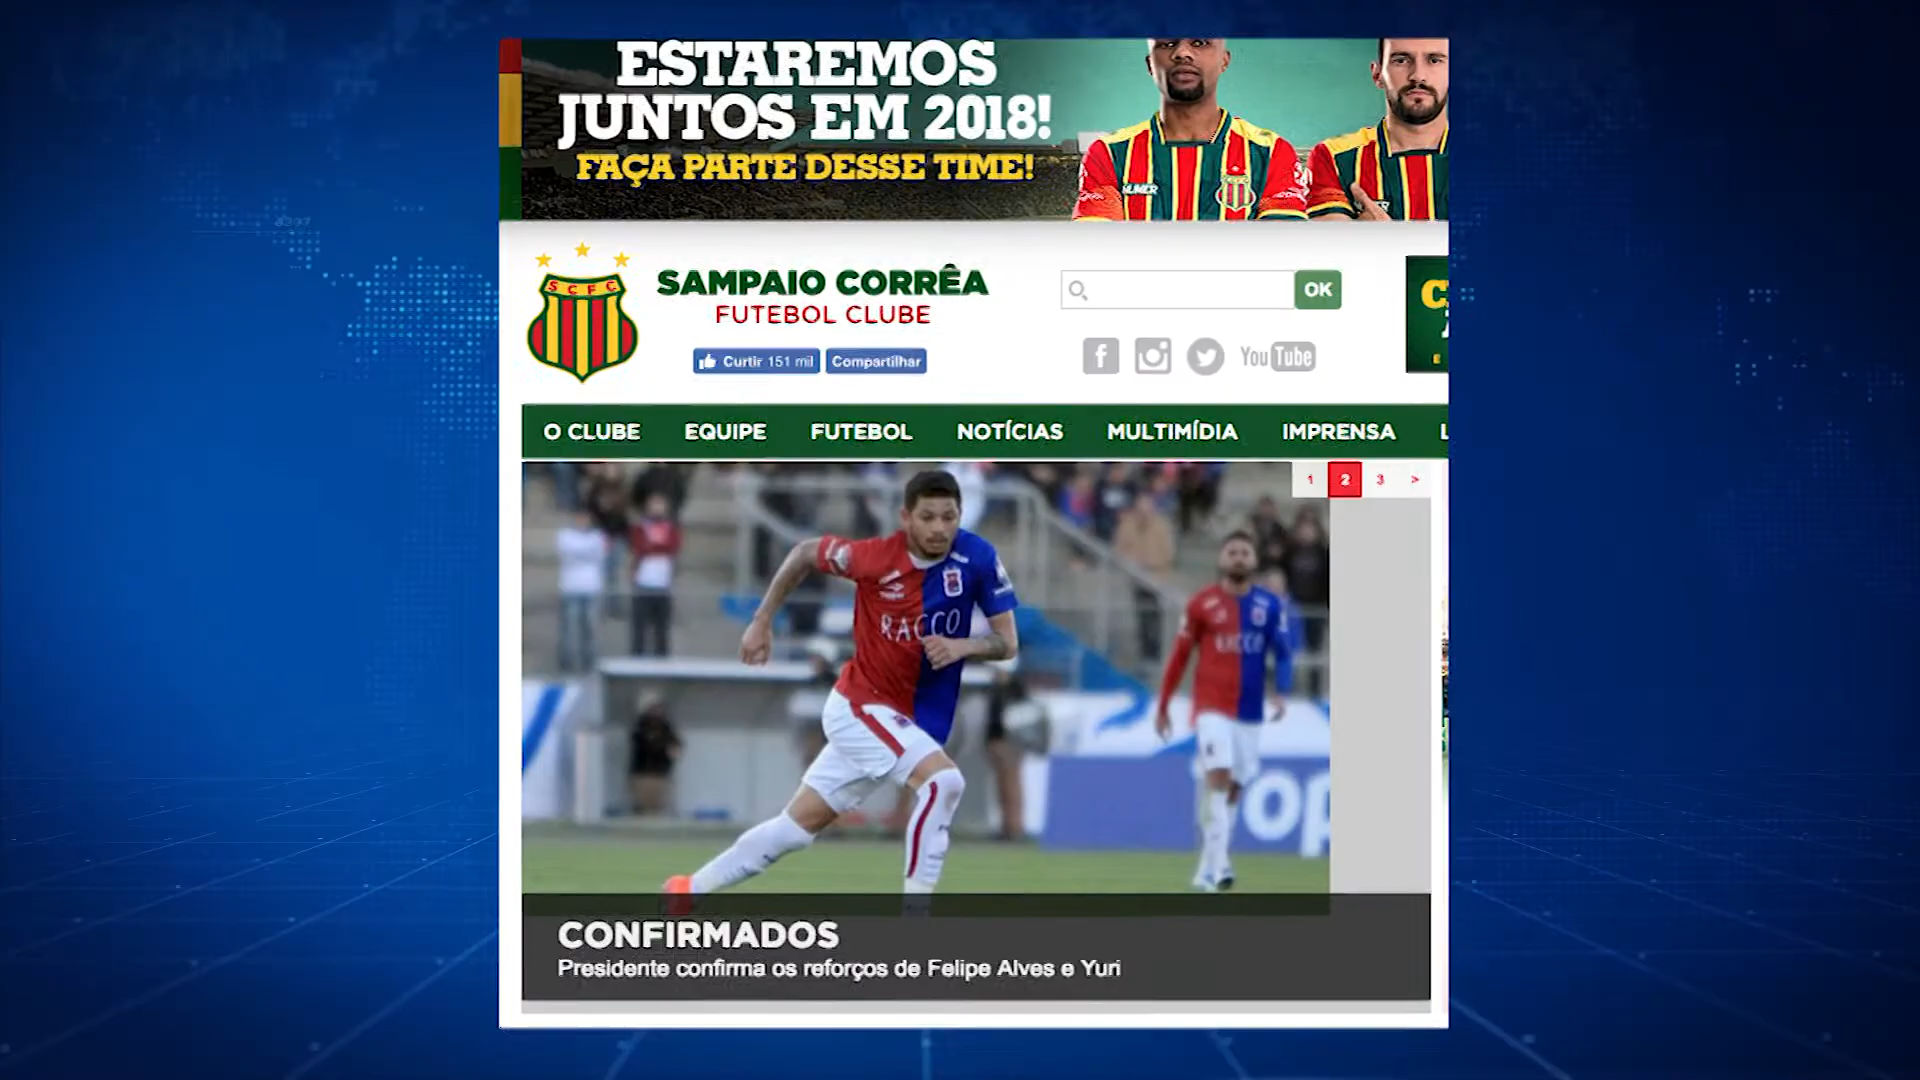 ESTAREMOS
JUNTOS EM 2018!
FAÇA PARTE DESSE TIME!
SCFC
SAMPAIO CORRÊA
FUTEBOL CLUBE
OK
Curtir 151 mil
Compartilhar
You Tube
O CLUBE
EQUIPE
FUTEBOL
NOTÍCIAS
MULTIMÍDIA
IMPRENSA
1
2
3
>
RACCO
CONFIRMADOS
Presidente confirma os reforços de Felipe Alves e Yuri